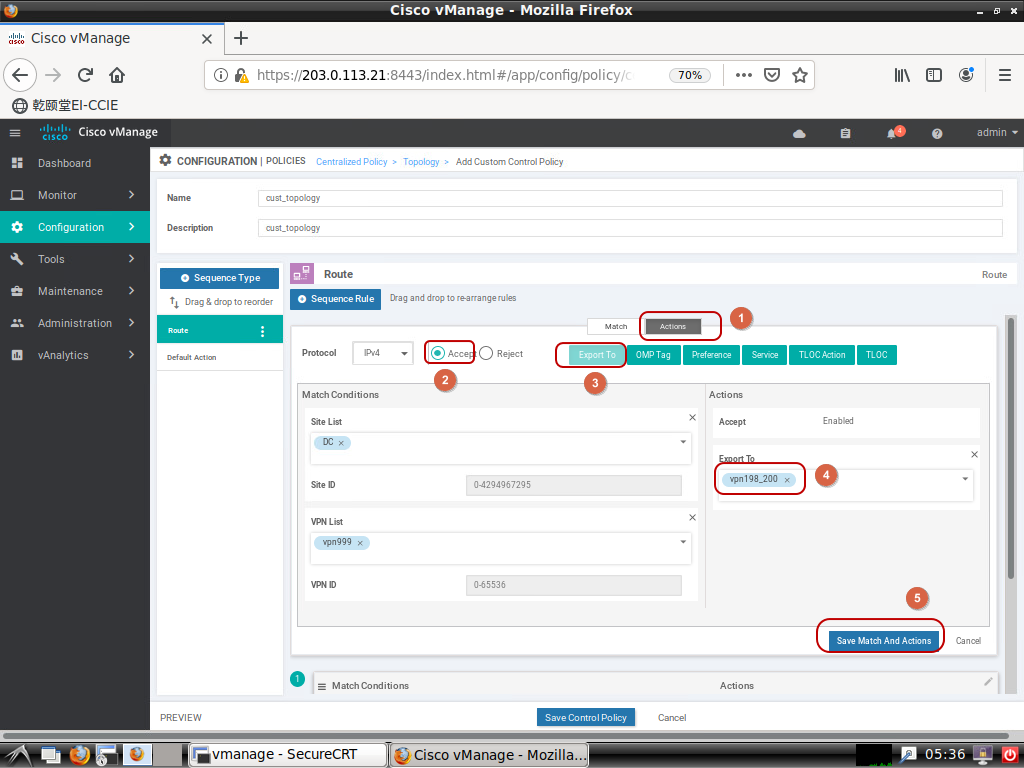 Cisco vManage - Mozilla Firefox
Cisco vManage
https://203.0.113.21:8443/index.html#/app/config/policy/c
70%
乾颐堂EI-CCIE
cisco
Cisco vManage
4
admin
Dashboard
Monitor
Configuration
Tools
Maintenance
Administration
vAnalytics
CONFIGURATION | POLICIES Centralized Policy > Topology > Add Custom Control Policy
Name cust_topology
Description cust_topology
Sequence Type
Drag & drop to reorder
Route
Default Action
Route
Route
Sequence Rule Drag and drop to re-arrange rules
Match Actions 1
Protocol IPv4 Accept Reject Export To OMP Tag Preference Service TLOC Action TLOC
2
3
Match Conditions
Site List
DC ×
Site ID 0-4294967295
VPN List
vpn999 ×
VPN ID 0-65536
Actions
Accept Enabled
Export To
vpn198_200 × 4
5
Save Match And Actions Cancel
1 Match Conditions Actions
PREVIEW Save Control Policy Cancel
vmanage - SecureCRT Cisco vManage - Mozilla... 05:36